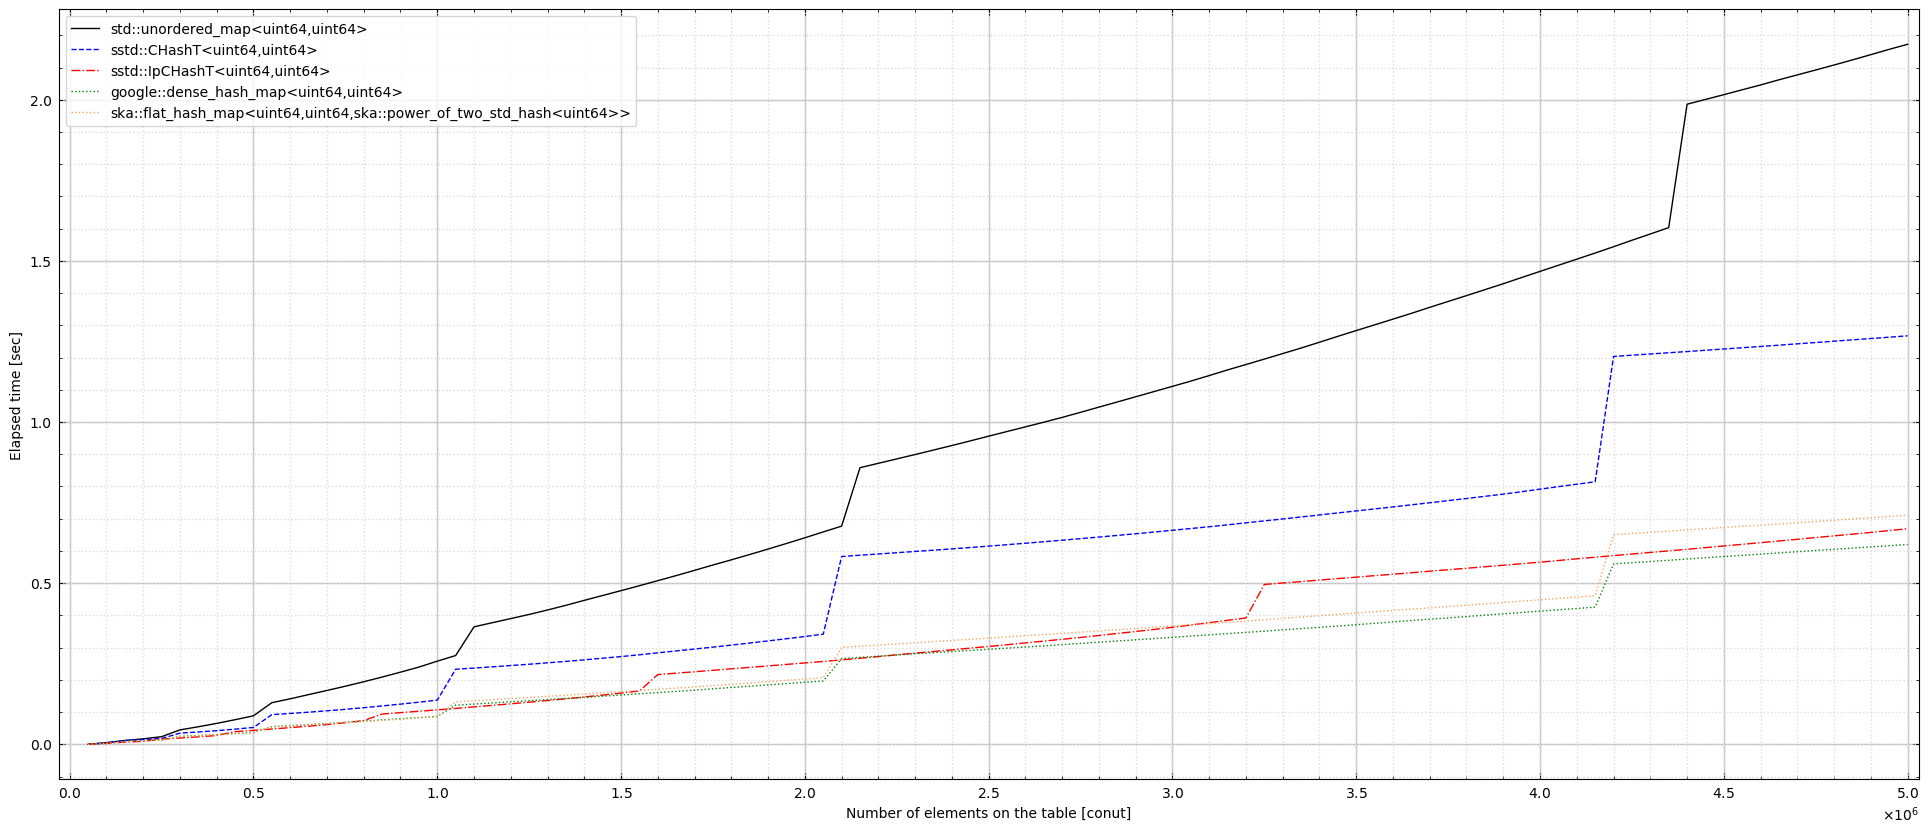 std::unordered_map<uint64,uint64>
sstd::CHashT<uint64,uint64>
sstd::IpCHashT<uint64,uint64>
google::dense_hash_map<uint64,uint64>
ska::flat_hash_map<uint64,uint64,ska::power_of_two_std_hash<uint64>>
Elapsed time [sec]
2.0
1.5
1.0
0.5
0.0
0.0 0.5 1.0 1.5 2.0 2.5 3.0 3.5 4.0 4.5 5.0
Number of elements on the table [conut]
×10⁶